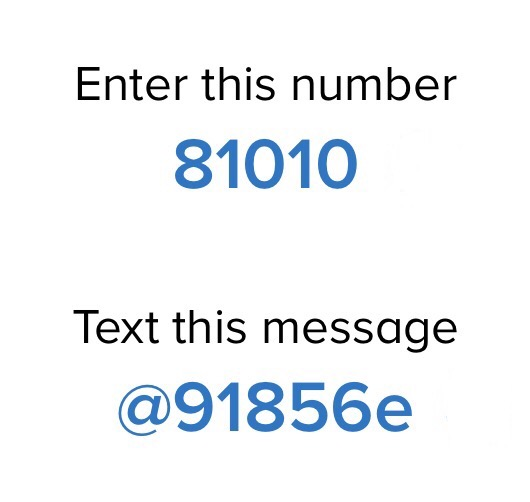 Enter this number
81010
Text this message
@91856e